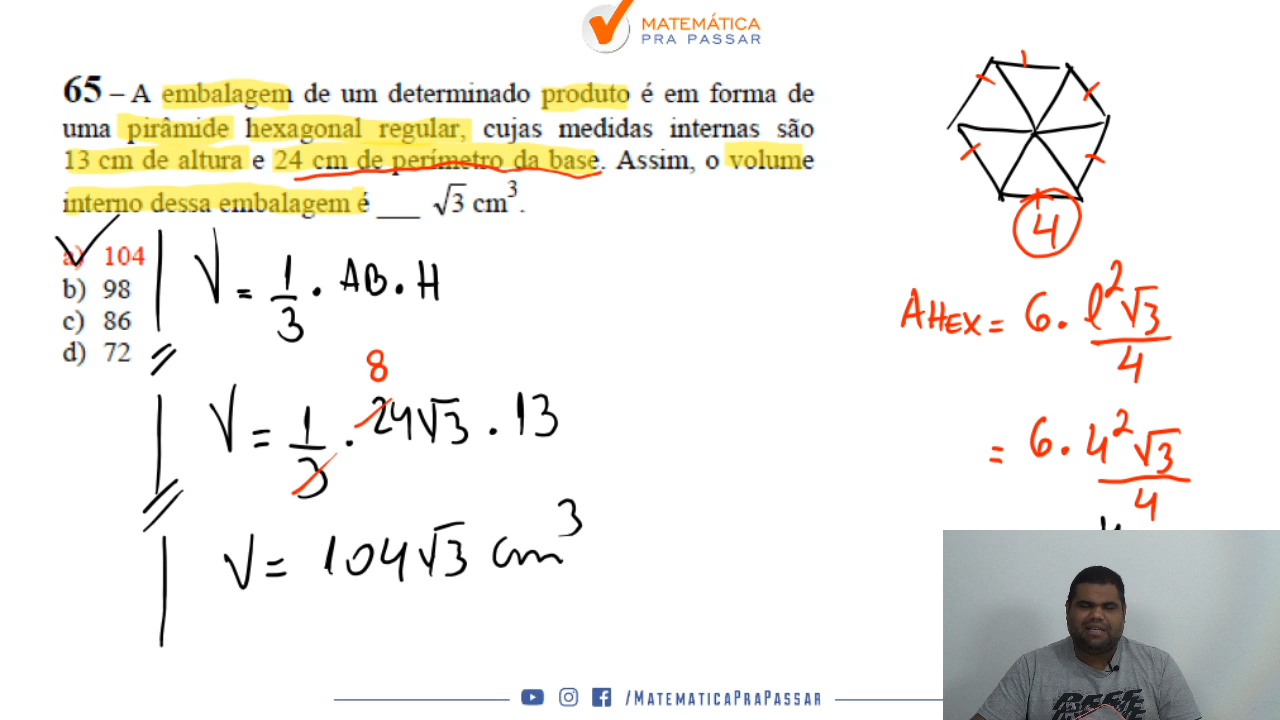 MATEMÁTICA
PRA PASSAR
65 – A embalagem de um determinado produto é em forma de
uma pirâmide hexagonal regular, cujas medidas internas são
13 cm de altura e 24 cm de perímetro da base. Assim, o volume
interno dessa embalagem é ___ √3 cm³.
a) 104
b) 98
c) 86
d) 72
V = 1/3 · AB · H
8
V = 1/3 · 24√3 · 13
V = 104√3 cm³
4
AHEX = 6 · l²√3/4
= 6 · 4²√3/4
/MATEMATICAPRAPASSAR